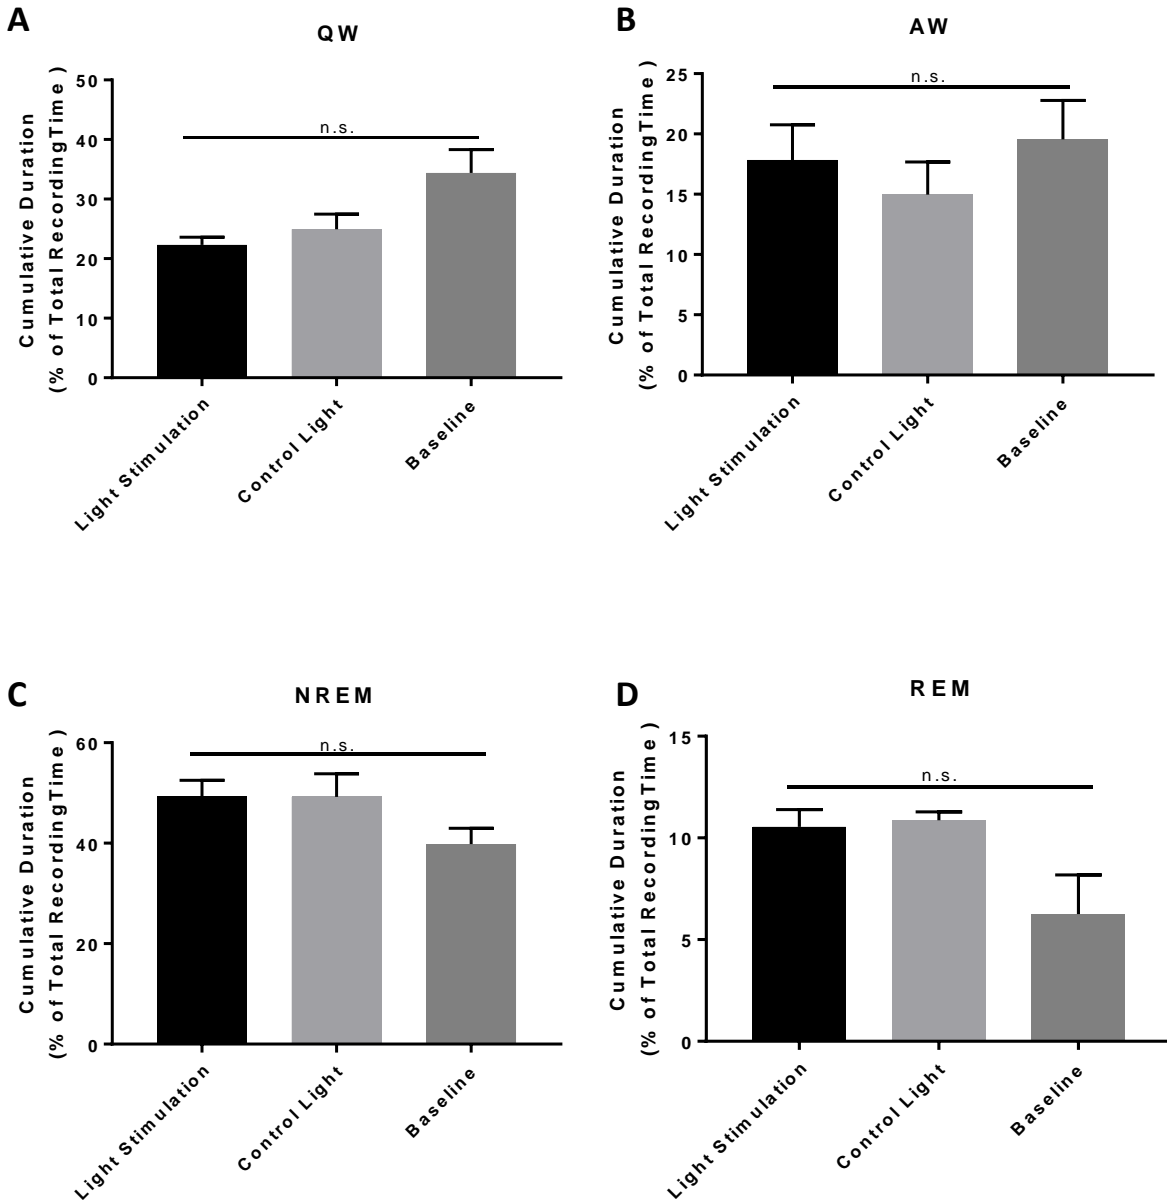 A
QW
Cumulative Duration
(% of Total RecordingTime )
50
40
30
20
10
0
n.s.
Light Stimulation
Control Light
Baseline
B
AW
Cumulative Duration
(% of Total RecordingTime )
25
20
15
10
5
0
n.s.
Light Stimulation
Control Light
Baseline
C
NREM
Cumulative Duration
(% of Total RecordingTime )
60
40
20
0
n.s.
Light Stimulation
Control Light
Baseline
D
REM
Cumulative Duration
(% of Total RecordingTime )
15
10
5
0
n.s.
Light Stimulation
Control Light
Baseline